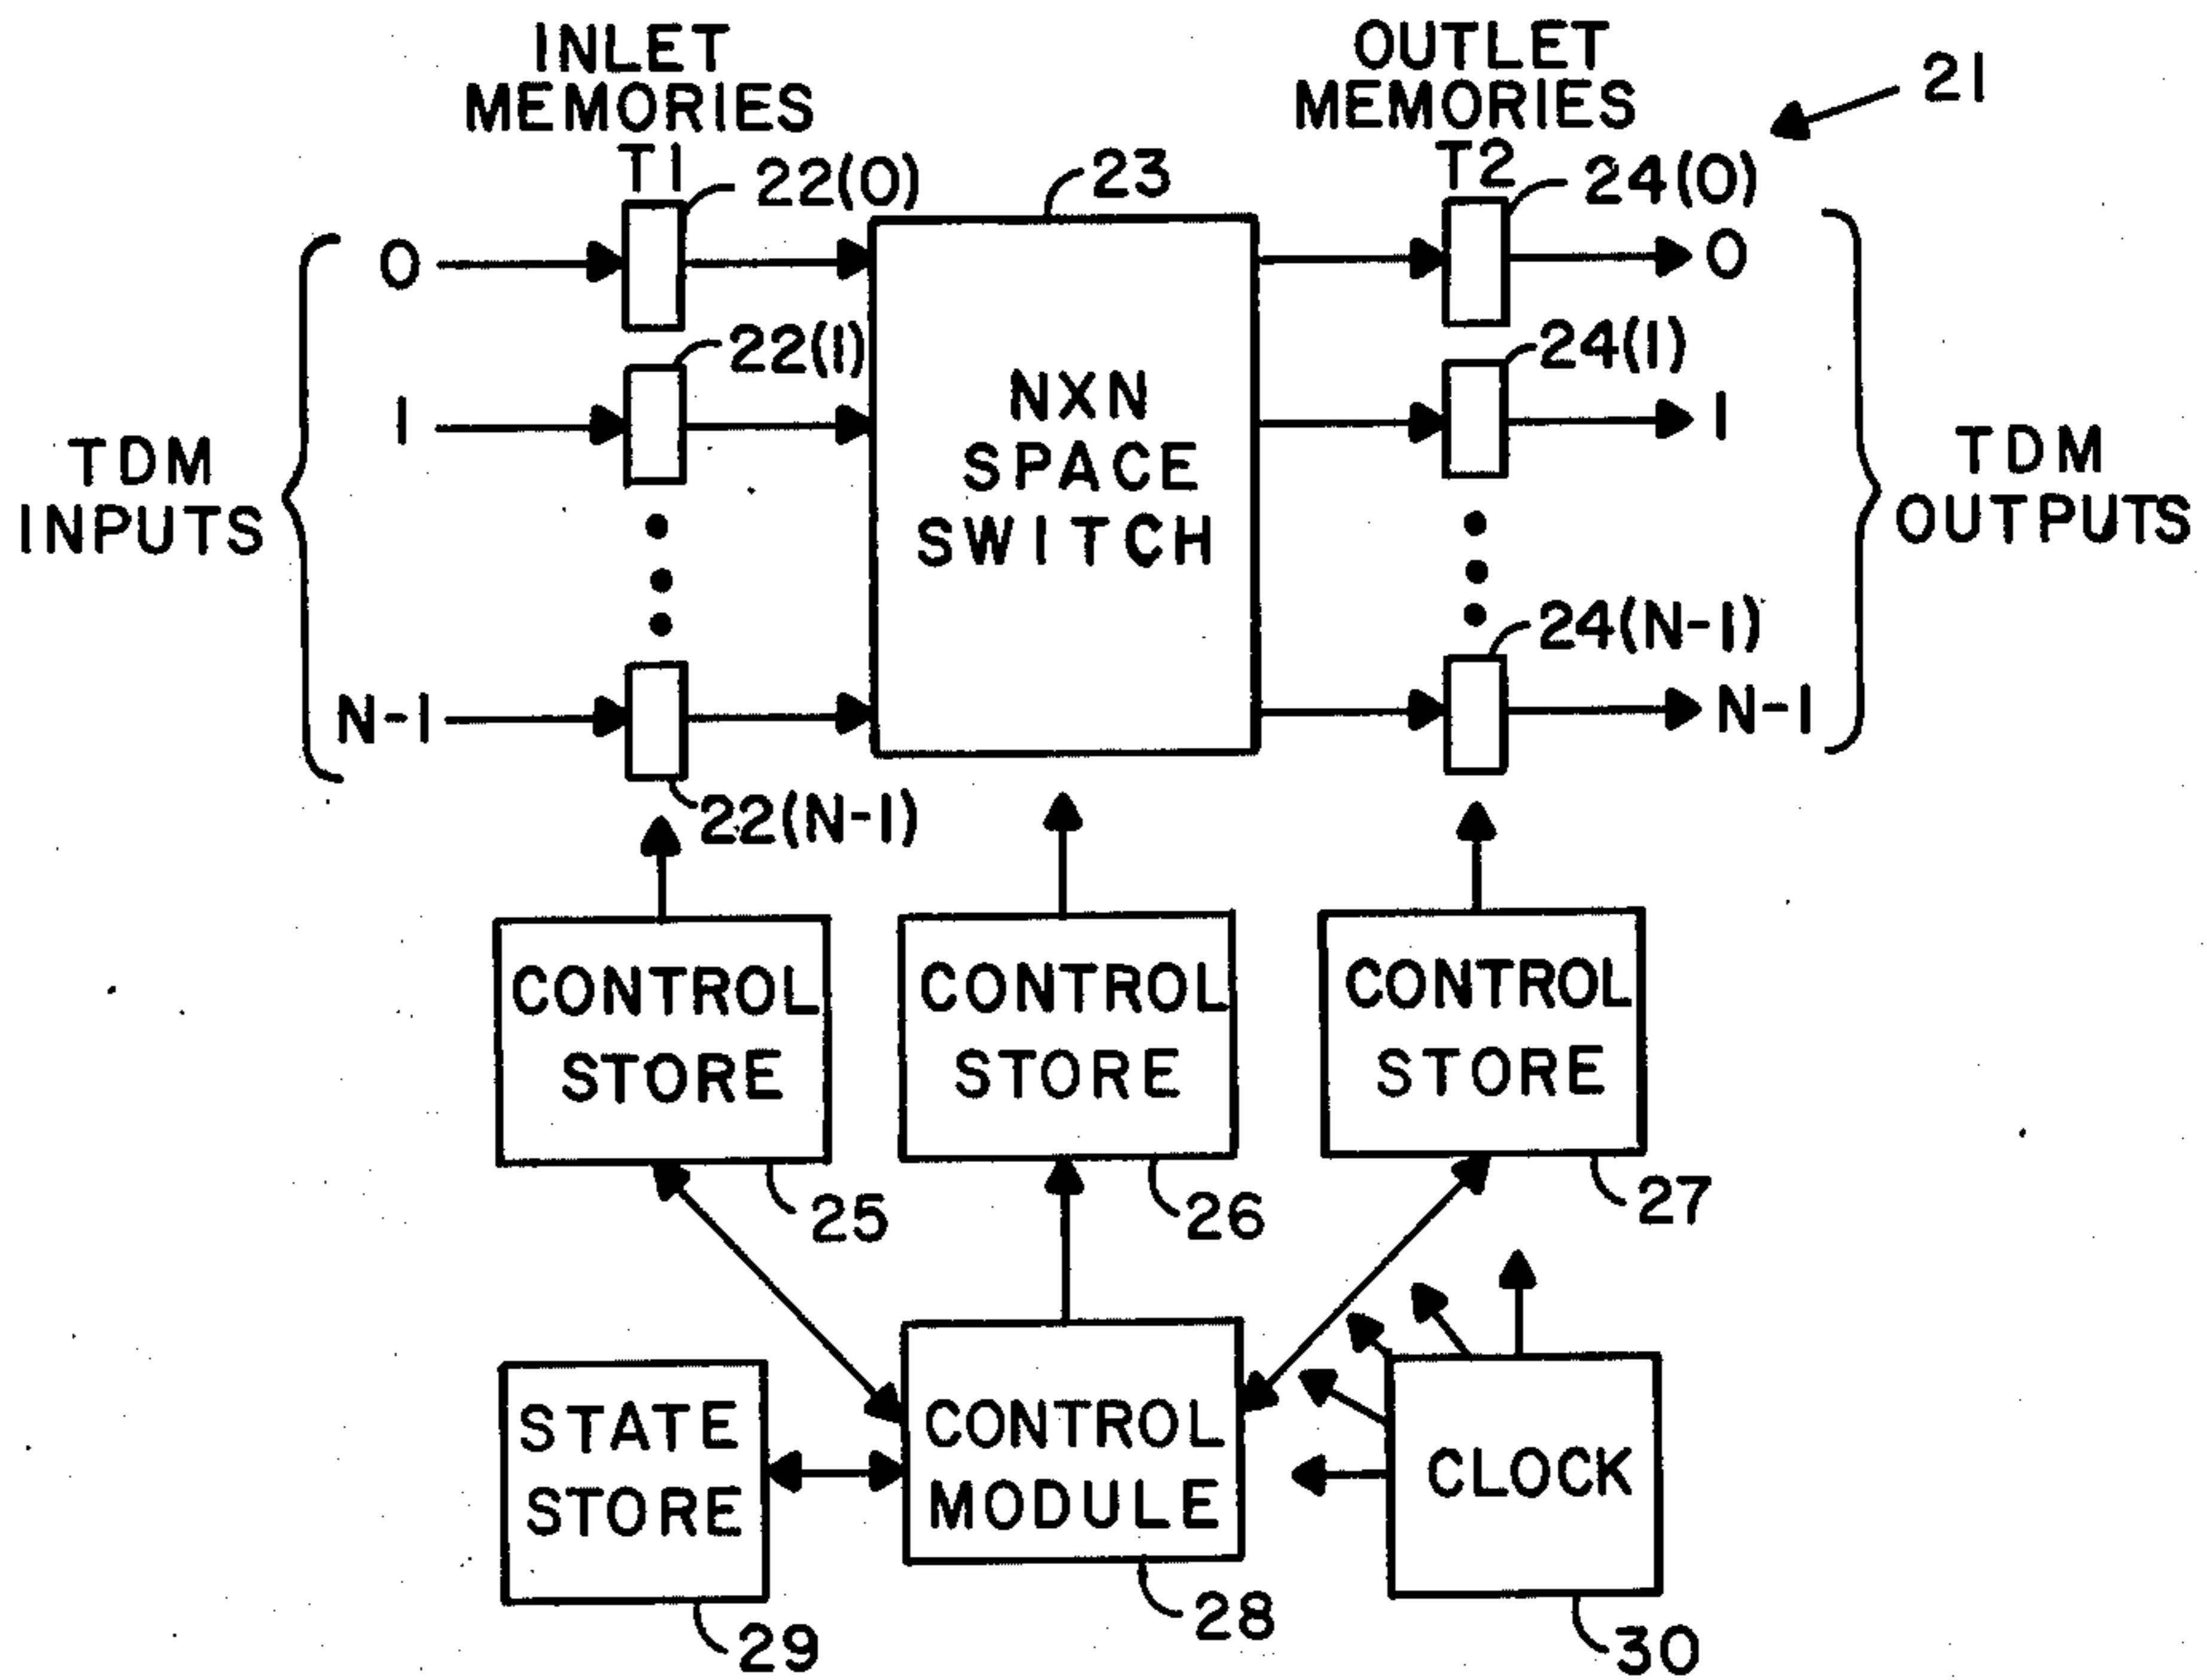 INLET
MEMORIES
T1
OUTLET
MEMORIES
T2
21
22(0)
23
24(0)
0
0
22(1)
24(1)
1
1
TDM
INPUTS
NXN
SPACE
SWITCH
TDM
OUTPUTS
24(N-1)
N-1
N-1
22(N-1)
CONTROL
STORE
CONTROL
STORE
CONTROL
STORE
25
26
27
STATE
STORE
CONTROL
MODULE
CLOCK
29
28
30